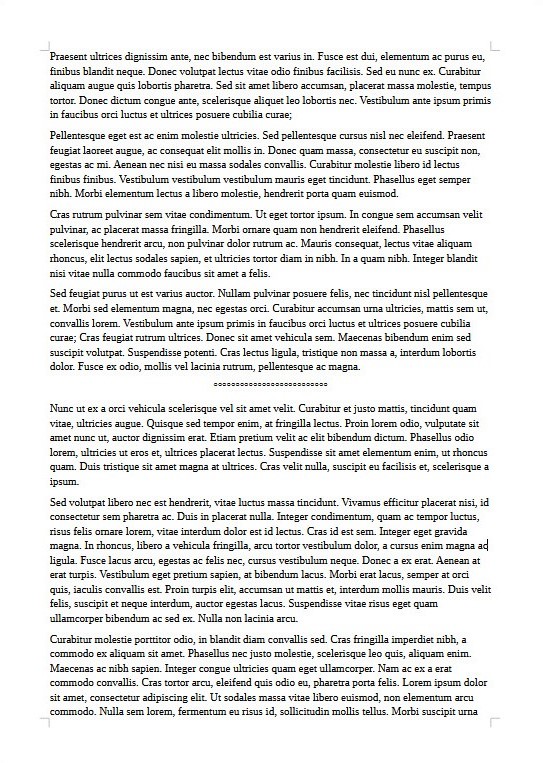 Praesent ultrices dignissim ante, nec bibendum est varius in. Fusce est dui, elementum ac purus eu,
finibus blandit neque. Donec volutpat lectus vitae odio finibus facilisis. Sed eu nunc ex. Curabitur
aliquam augue quis lobortis pharetra. Sed sit amet libero accumsan, placerat massa molestie, tempus
tortor. Donec dictum congue ante, scelerisque aliquet leo lobortis nec. Vestibulum ante ipsum primis
in faucibus orci luctus et ultrices posuere cubilia curae;
Pellentesque eget est ac enim molestie ultricies. Sed pellentesque cursus nisl nec eleifend. Praesent
feugiat laoreet augue, ac consequat elit mollis in. Donec quam massa, consectetur eu suscipit non,
egestas ac mi. Aenean nec nisi eu massa sodales convallis. Curabitur molestie libero id lectus
finibus finibus. Vestibulum vestibulum vestibulum mauris eget tincidunt. Phasellus eget semper
nibh. Morbi elementum lectus a libero molestie, hendrerit porta quam euismod.
Cras rutrum pulvinar sem vitae condimentum. Ut eget tortor ipsum. In congue sem accumsan velit
pulvinar, ac placerat massa fringilla. Morbi ornare quam non hendrerit eleifend. Phasellus
scelerisque hendrerit arcu, non pulvinar dolor rutrum ac. Mauris consequat, lectus vitae aliquam
rhoncus, elit lectus sodales sapien, et ultricies tortor diam in nibh. In a quam nibh. Integer blandit
nisi vitae nulla commodo faucibus sit amet a felis.
Sed feugiat purus ut est varius auctor. Nullam pulvinar posuere felis, nec tincidunt nisl pellentesque
et. Morbi sed elementum magna, nec egestas orci. Curabitur accumsan urna ultricies, mattis sem ut,
convallis lorem. Vestibulum ante ipsum primis in faucibus orci luctus et ultrices posuere cubilia
curae; Cras feugiat rutrum ultrices. Donec sit amet vehicula sem. Maecenas bibendum enim sed
suscipit volutpat. Suspendisse potenti. Cras lectus ligula, tristique non massa a, interdum lobortis
dolor. Fusce ex odio, mollis vel lacinia rutrum, pellentesque ac magna.
Nunc ut ex a orci vehicula scelerisque vel sit amet velit. Curabitur et justo mattis, tincidunt quam
vitae, ultricies augue. Quisque sed tempor enim, at fringilla lectus. Proin lorem odio, vulputate sit
amet nunc ut, auctor dignissim erat. Etiam pretium velit ac elit bibendum dictum. Phasellus odio
lorem, ultricies ut eros et, ultrices placerat lectus. Suspendisse sit amet elementum enim, ut rhoncus
quam. Duis tristique sit amet magna at ultrices. Cras velit nulla, suscipit eu facilisis et, scelerisque a
ipsum.
Sed volutpat libero nec est hendrerit, vitae luctus massa tincidunt. Vivamus efficitur placerat nisi, id
consectetur sem pharetra ac. Duis in placerat nulla. Integer condimentum, quam ac tempor luctus,
risus felis ornare lorem, vitae interdum dolor est id lectus. Cras id est sem. Integer eget gravida
magna. In rhoncus, libero a vehicula fringilla, arcu tortor vestibulum dolor, a cursus enim magna ac
ligula. Fusce lacus arcu, egestas ac felis nec, cursus vestibulum neque. Donec a ex erat. Aenean at
erat turpis. Vestibulum eget pretium sapien, at bibendum lacus. Morbi erat lacus, semper at orci
quis, iaculis convallis est. Proin turpis elit, accumsan ut mattis et, interdum mollis mauris. Duis velit
felis, suscipit et neque interdum, auctor egestas lacus. Suspendisse vitae risus eget quam
ullamcorper bibendum ac sed ex. Nulla non lacinia arcu.
Curabitur molestie porttitor odio, in blandit diam convallis sed. Cras fringilla imperdiet nibh, a
commodo ex aliquam sit amet. Phasellus nec justo molestie, scelerisque leo quis, aliquam enim.
Maecenas ac nibh sapien. Integer congue ultricies quam eget ullamcorper. Nam ac ex a erat
commodo convallis. Cras tortor arcu, eleifend quis odio eu, pharetra porta felis. Lorem ipsum dolor
sit amet, consectetur adipiscing elit. Ut sodales massa vitae libero euismod, non elementum arcu
commodo. Nulla sem lorem, fermentum eu risus id, sollicitudin mollis tellus. Morbi suscipit urna